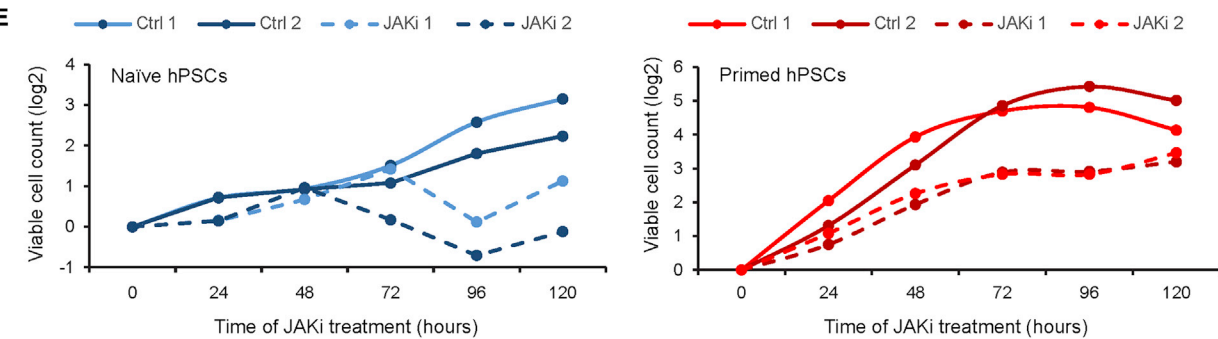 E
Ctrl 1 Ctrl 2 JAKi 1 JAKi 2
Naïve hPSCs
Viable cell count (log2)
4
3
2
1
0
-1
0 24 48 72 96 120
Time of JAKi treatment (hours)
Ctrl 1 Ctrl 2 JAKi 1 JAKi 2
Primed hPSCs
Viable cell count (log2)
6
5
4
3
2
1
0
0 24 48 72 96 120
Time of JAKi treatment (hours)